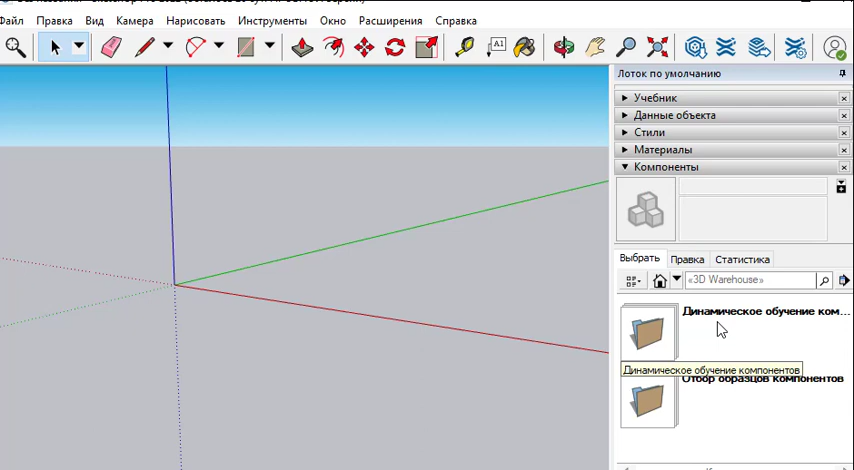 Файл Правка Вид Камера Нарисовать Инструменты Окно Расширения Справка
A1
Лоток по умолчанию
Учебник
Данные объекта
Стили
Материалы
Компоненты
Выбрать Правка Статистика
«3D Warehouse»
Динамическое обучение ком...
Динамическое обучение компонентов
Отбор образцов компонентов